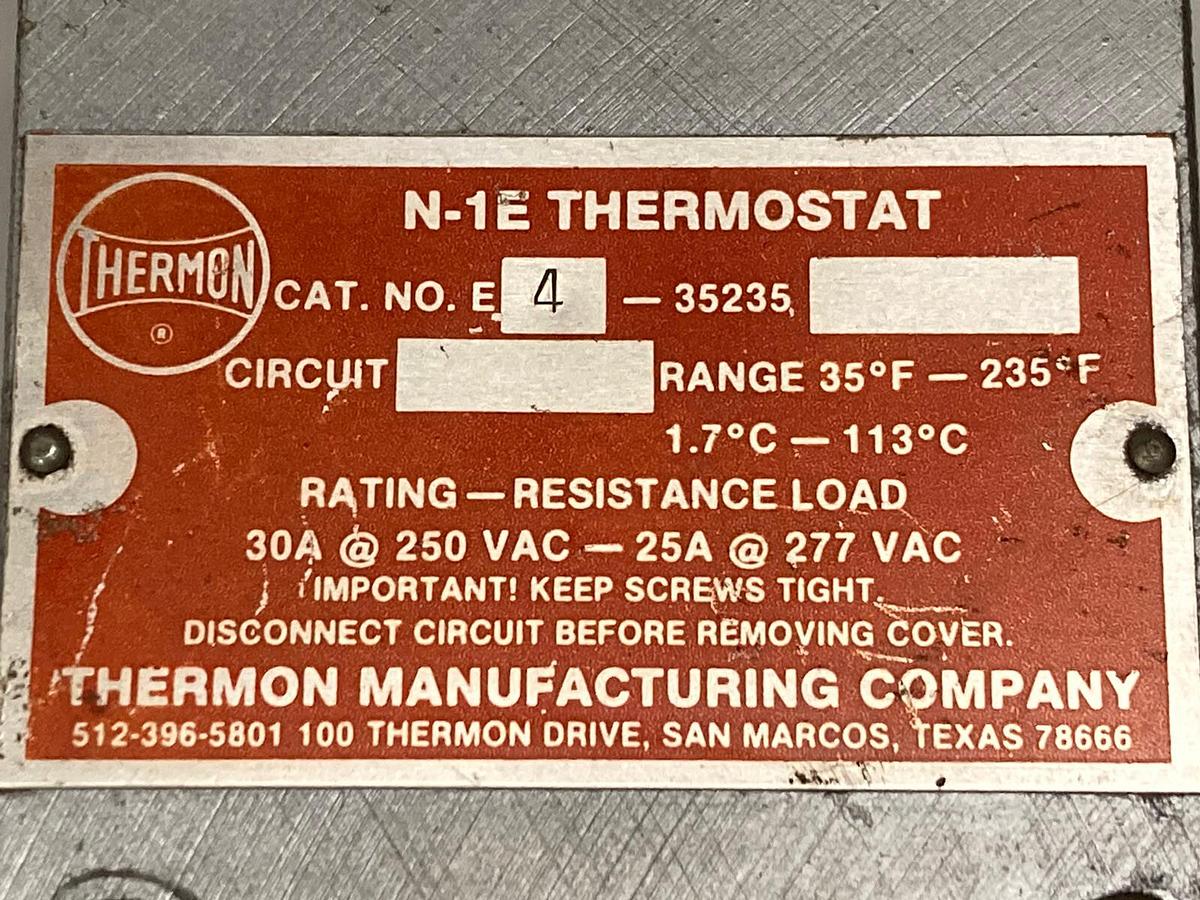 N-1E THERMOSTAT
THERMON
®
CAT. NO. E 4 — 35235,
CIRCUIT RANGE 35°F — 235°F
1.7°C — 113°C
RATING — RESISTANCE LOAD
30A @ 250 VAC — 25A @ 277 VAC
IMPORTANT! KEEP SCREWS TIGHT.
DISCONNECT CIRCUIT BEFORE REMOVING COVER.
THERMON MANUFACTURING COMPANY
512-396-5801 100 THERMON DRIVE, SAN MARCOS, TEXAS 78666